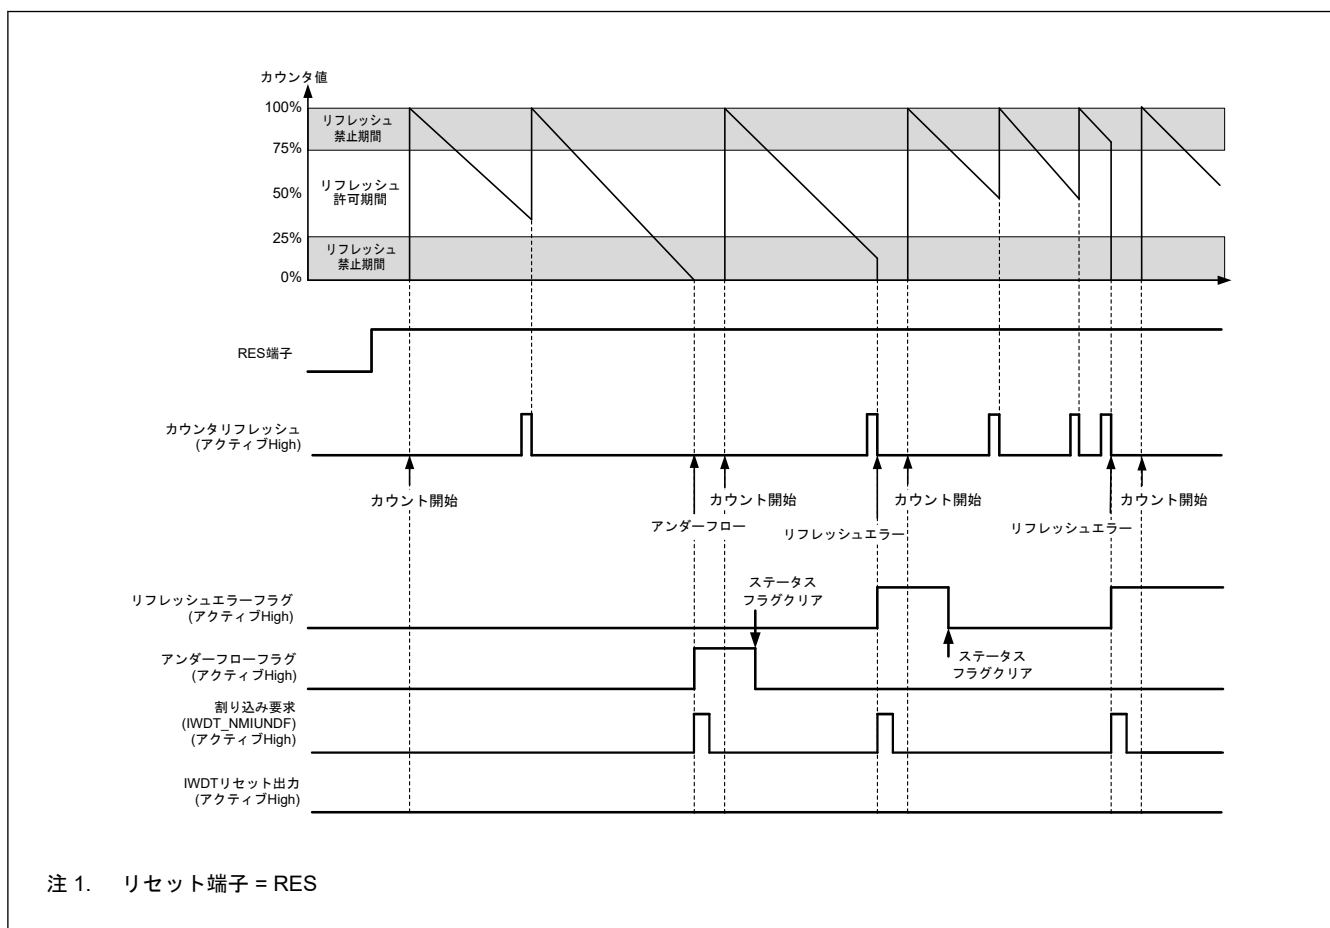 カウンタ値
100%
リフレッシュ
禁止期間
75%
50%
リフレッシュ
許可期間
25%
リフレッシュ
禁止期間
0%
RES端子
カウンタリフレッシュ
(アクティブHigh)
カウント開始
カウント開始
カウント開始
カウント開始
アンダーフロー
リフレッシュエラー
リフレッシュエラー
ステータス
フラグクリア
リフレッシュエラーフラグ
(アクティブHigh)
アンダーフローフラグ
(アクティブHigh)
ステータス
フラグクリア
割り込み要求
(IWDT_NMIUNDF)
(アクティブHigh)
IWDTリセット出力
(アクティブHigh)
注 1. リセット端子 = RES